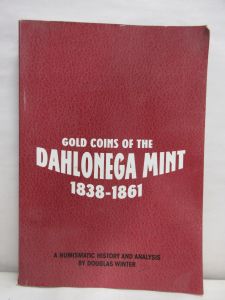 GOLD COINS OF THE
DAHLONEGA MINT
1838-1861
A NUMISMATIC HISTORY AND ANALYSIS
BY DOUGLAS WINTER